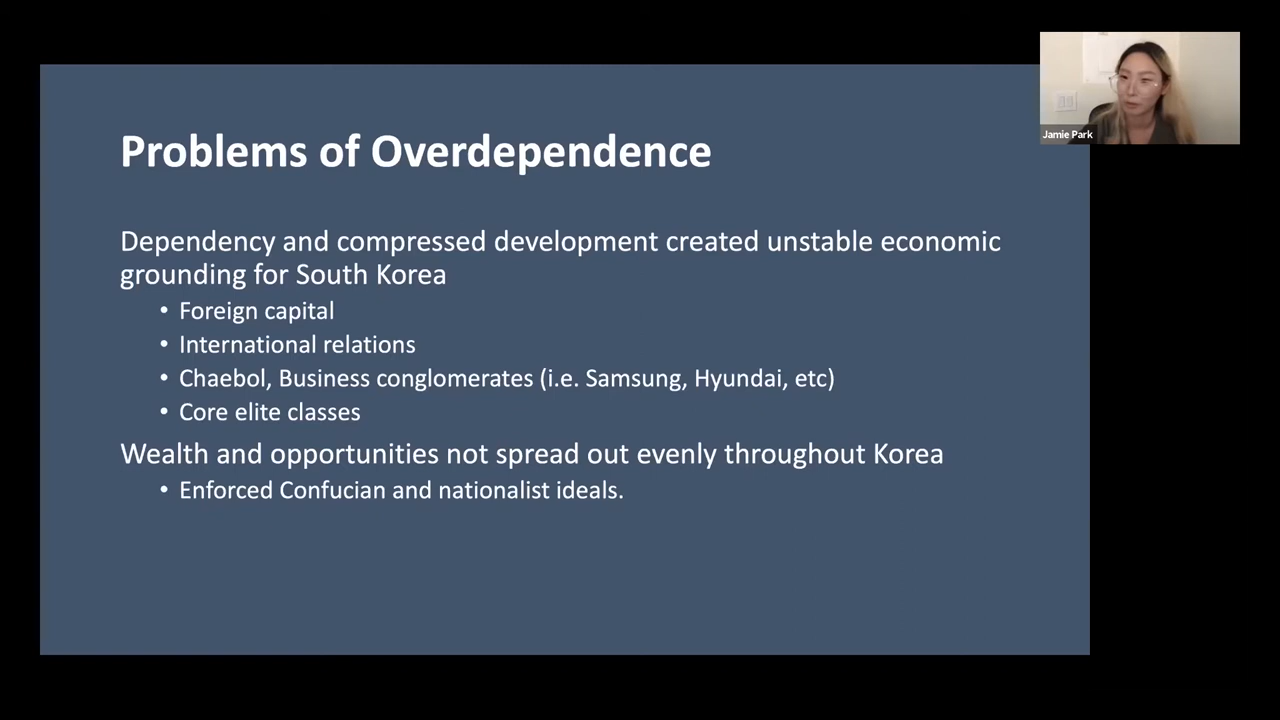 Problems of Overdependence
Dependency and compressed development created unstable economic
grounding for South Korea
• Foreign capital
• International relations
• Chaebol, Business conglomerates (i.e. Samsung, Hyundai, etc)
• Core elite classes
Wealth and opportunities not spread out evenly throughout Korea
• Enforced Confucian and nationalist ideals.
Jamie Park